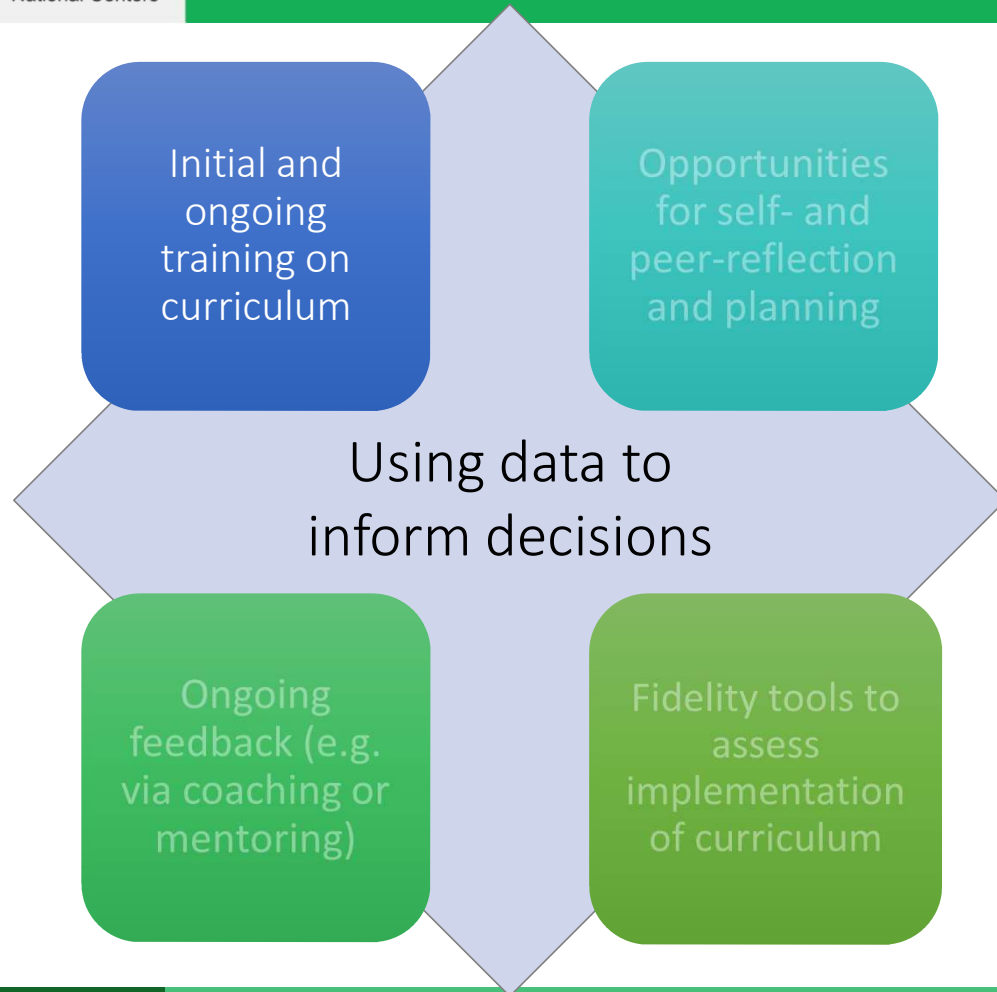 Initial and
ongoing
training on
curriculum
Opportunities
for self- and
peer-reflection
and planning
Using data to
inform decisions
Ongoing
feedback (e.g.
via coaching or
mentoring)
Fidelity tools to
assess
implementation
of curriculum